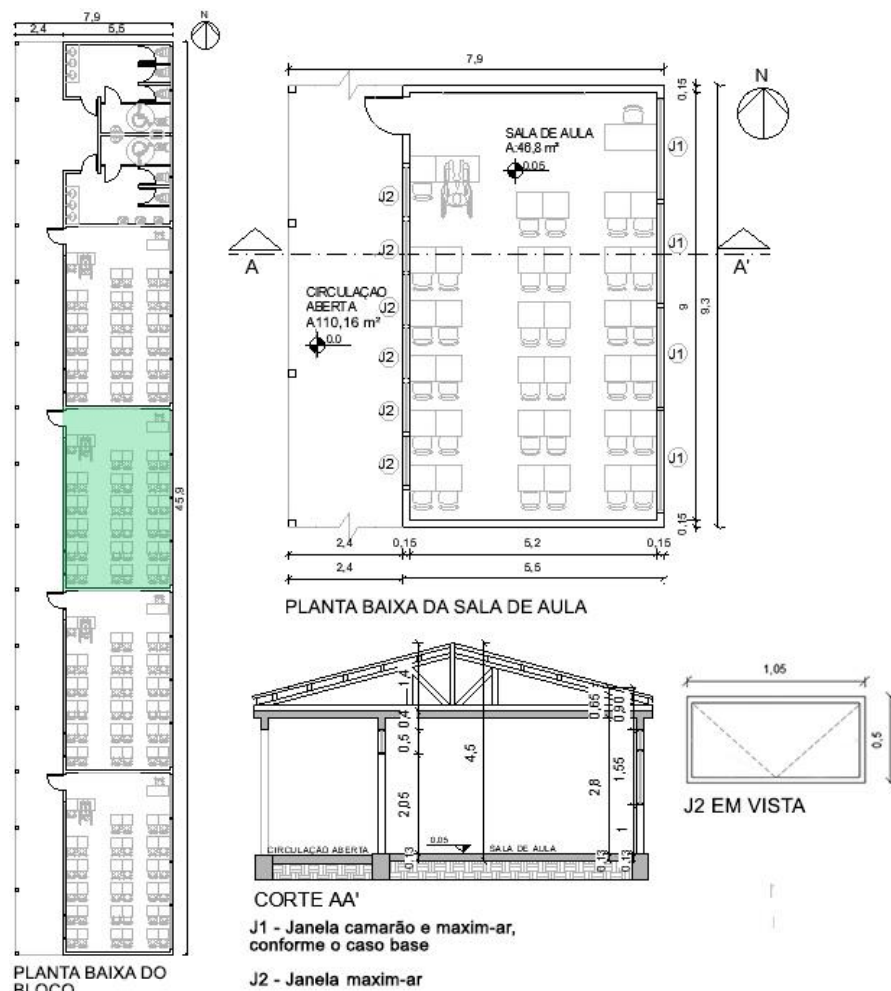 7,9
2,4
5,5
N
45,9
PLANTA BAIXA DO
BLOCO
7,9
0,15
N
SALA DE AULA
A:46,8 m²
0.05
J1
J2
J2
J1
A
A'
CIRCULAÇAO
ABERTA
A110,16 m²
0.0
J2
J2
J1
9
9,3
J2
J2
J1
0,15
2,4
0,15
5,2
0,15
2,4
5,5
PLANTA BAIXA DA SALA DE AULA
1,4
0,4
0,5
2,05
0,13
4,5
0,65
0,90
2,8
1,55
1
0,13
0,13
CIRCULAÇÃO ABERTA
0.05
SALA DE AULA
CORTE AA'
1,05
0,5
J2 EM VISTA
J1 - Janela camarão e maxim-ar,
conforme o caso base
J2 - Janela maxim-ar